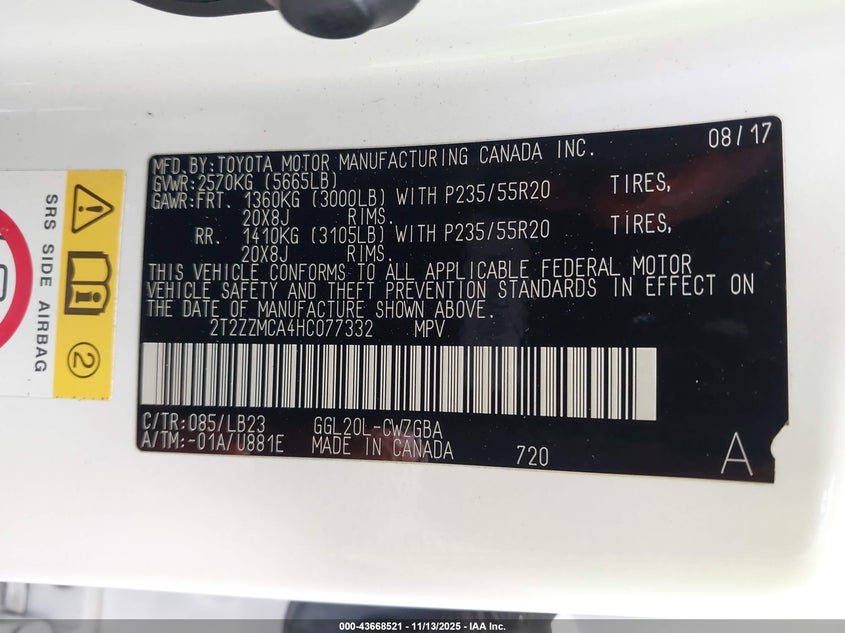 08/17
MFD. BY: TOYOTA MOTOR MANUFACTURING CANADA INC.
GVWR: 2570KG (5665LB)
GAWR: FRT. 1360KG (3000LB) WITH P235/55R20 TIRES,
20X8J RIMS.
RR. 1410KG (3105LB) WITH P235/55R20 TIRES,
20X8J RIMS.
THIS VEHICLE CONFORMS TO ALL APPLICABLE FEDERAL MOTOR
VEHICLE SAFETY AND THEFT PREVENTION STANDARDS IN EFFECT ON
THE DATE OF MANUFACTURE SHOWN ABOVE.
2T2ZZMCA4HC077332 MPV
C/TR: 085/LB23 GGL20L-CWZGBA
A/TM: -01A/U881E MADE IN CANADA 720
A
SRS SIDE AIRBAG
2
000-43668521 | 11/13/2025 | IAA Inc.